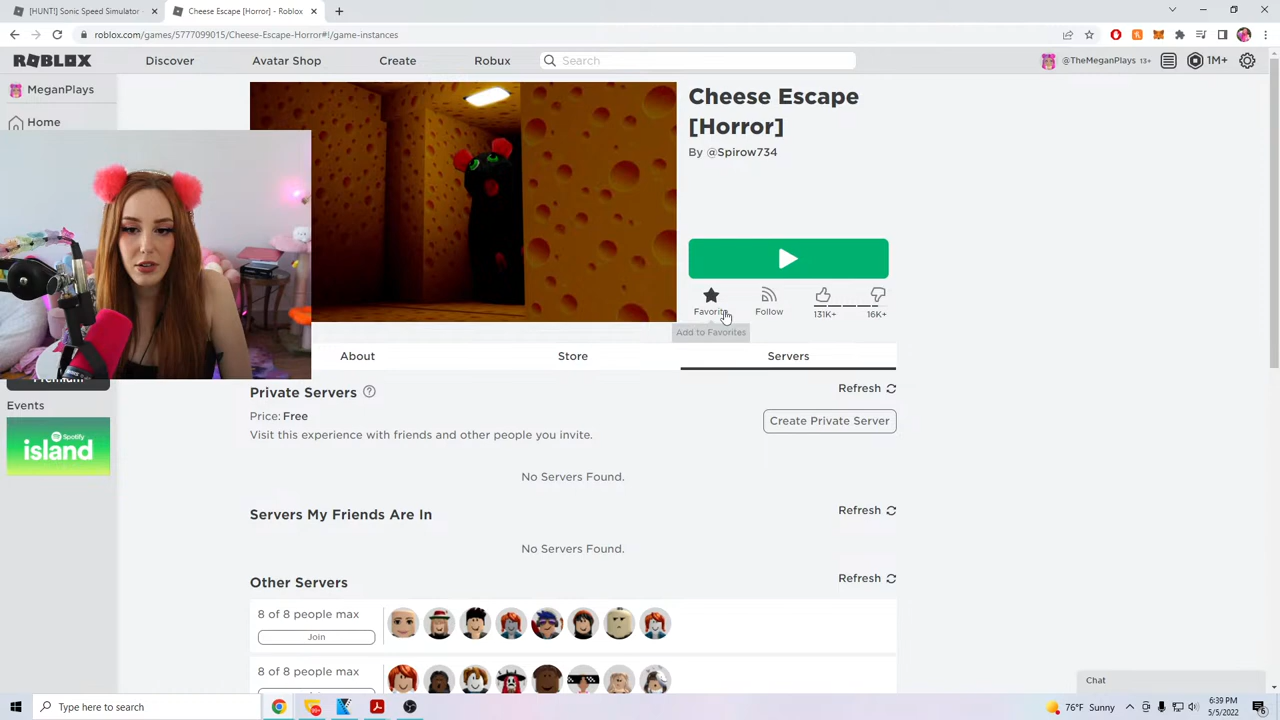 [HUNT!] Sonic Speed Simulator -
Cheese Escape [Horror] - Roblox
roblox.com/games/5777099015/Cheese-Escape-Horror#!/game-instances
ROBLOX
Discover
Avatar Shop
Create
Robux
Search
@TheMeganPlays 13+
1M+
MeganPlays
Home
Premium
Events
Spotify
island
Cheese Escape
[Horror]
By @Spirow734
Favorite
Follow
131K+
16K+
Add to Favorites
About
Store
Servers
Private Servers
Refresh
Price: Free
Create Private Server
Visit this experience with friends and other people you invite.
No Servers Found.
Servers My Friends Are In
Refresh
No Servers Found.
Other Servers
Refresh
8 of 8 people max
Join
8 of 8 people max
Chat
Type here to search
99+
76°F Sunny
6:39 PM
5/5/2022
6